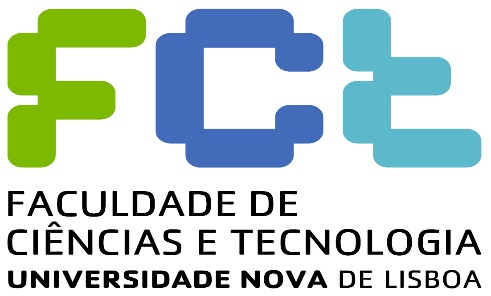 FCt
FACULDADE DE
CIÊNCIAS E TECNOLOGIA
UNIVERSIDADE NOVA DE LISBOA